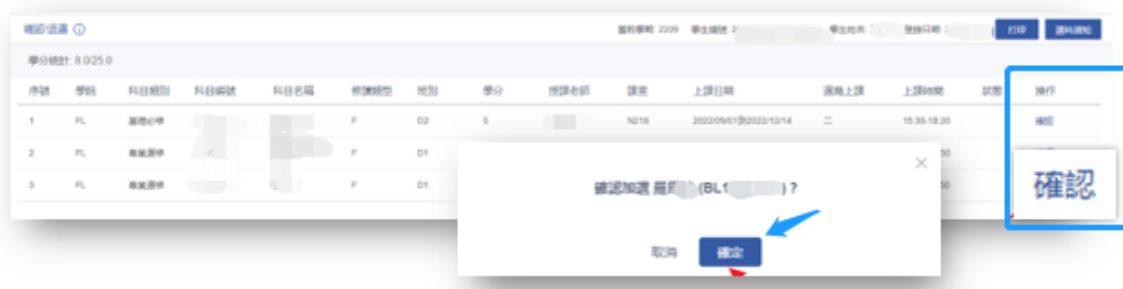 確認/退選
選科學期 2209 學生編號 學生姓名 登錄日期 打印 選科須知
學分統計: 8.0/25.0
序號 學院 科目類別 科目編號 科目名稱 修讀類型 班別 學分 授課老師 課室 上課日期 週幾上課 上課時間 狀態 操作
1 FL 基礎必修 F D2 3 N216 2022/09/01到2022/12/14 二 15:30-18:20 確認
2 FL 專業選修 F D1
3 FL 專業選修 F D1
確認加選 (BL1 ) ?
取消 確定
確認